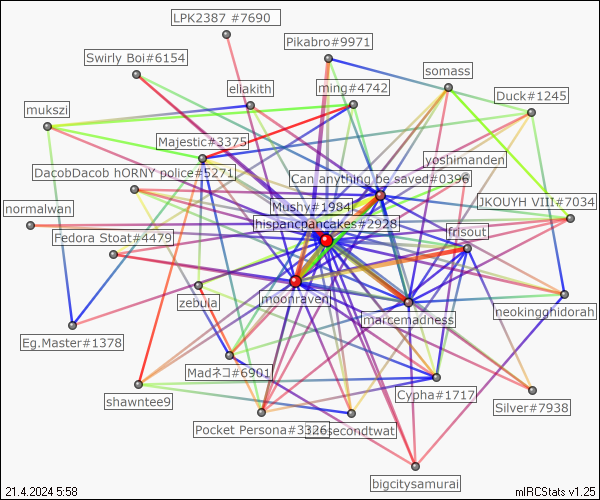 LPK2387 #7690
Pikabro#9971
Swirly Boi#6154
somass
eliakith
ming#4742
Duck#1245
mukszi
Majestic#3375
yoshimanden
DacobDacob hORNY police#5271
Can anything be saved#0396
normalwan
Mushy#1984
JKOUYH VIII#7034
hispancpancakes#2928
Fedora Stoat#4479
frisout
zebula
moonraven
neokingghidorah
marcemadness
Eg.Master#1378
Madネコ#6901
shawntee9
Cypha#1717
Silver#7938
Pocket Persona#3326
secondtwat
bigcitysamurai
21.4.2024 5:58
mIRCStats v1.25